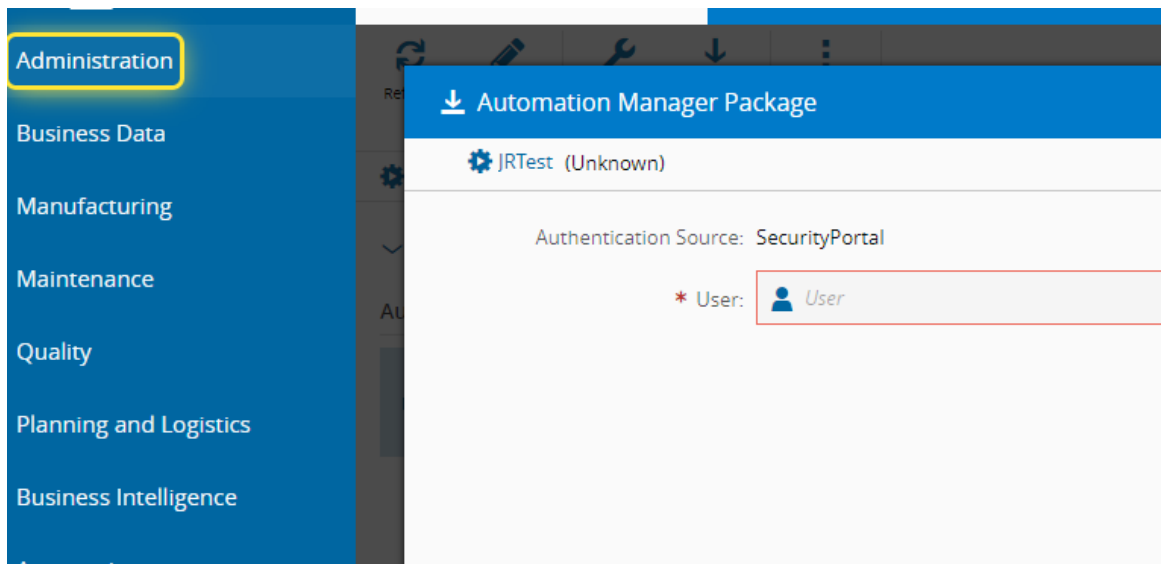 Administration
Business Data
Manufacturing
Maintenance
Quality
Planning and Logistics
Business Intelligence
Automation Manager Package
JRTest (Unknown)
Authentication Source: SecurityPortal
* User: User